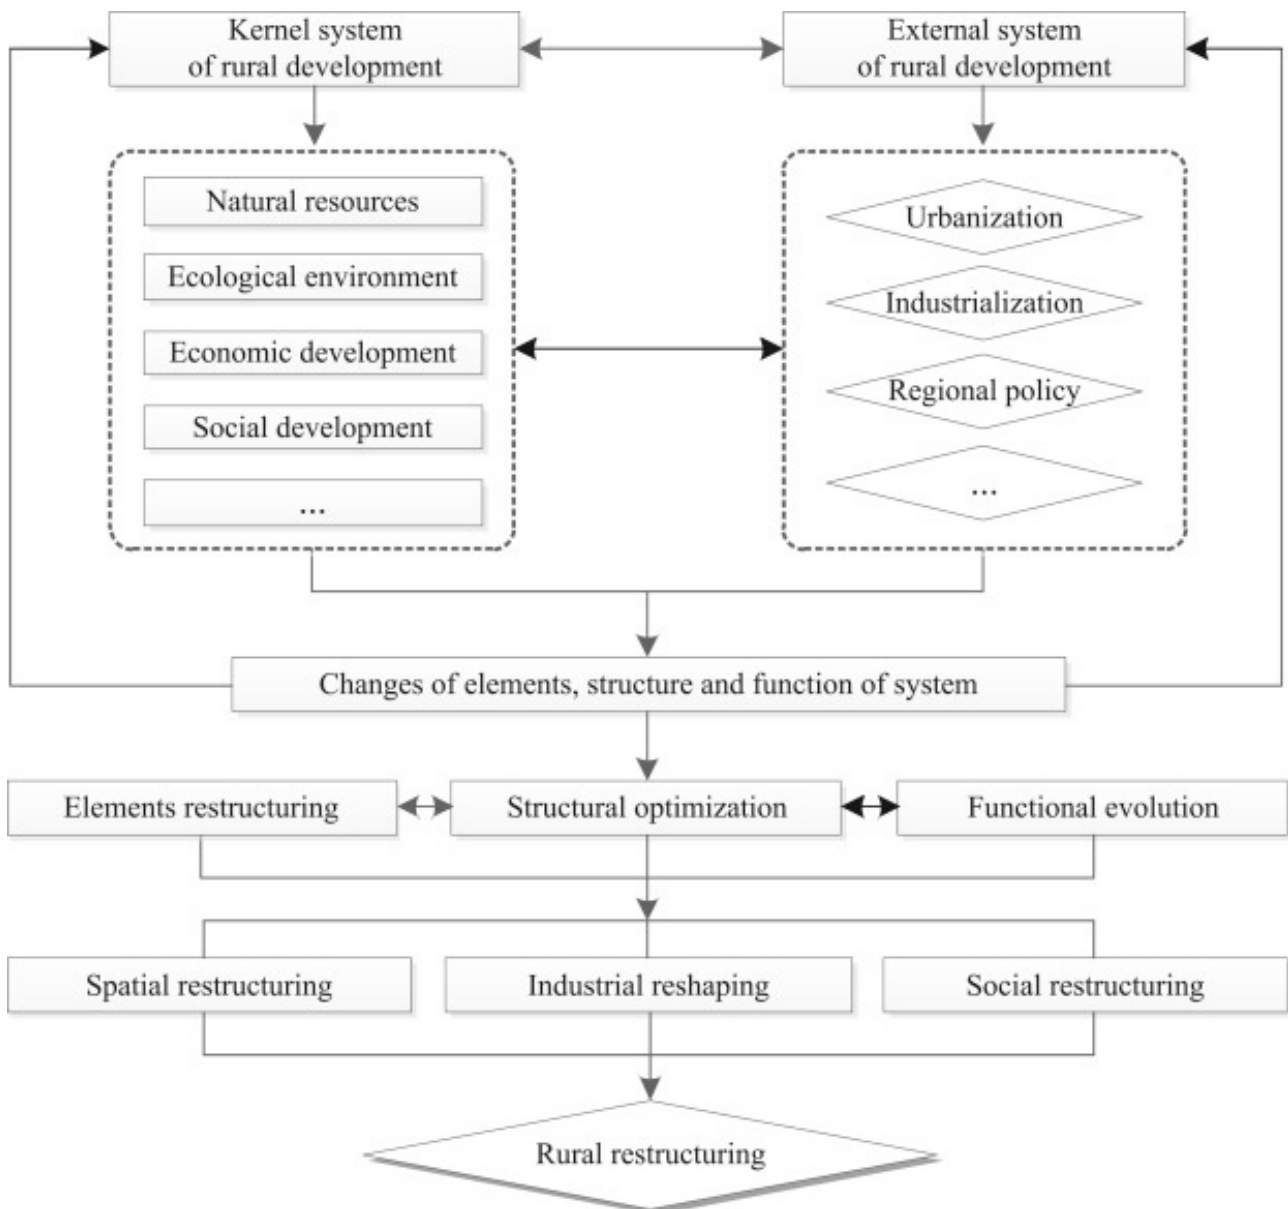 Kernel system
of rural development
External system
of rural development
Natural resources
Ecological environment
Economic development
Social development
...
Urbanization
Industrialization
Regional policy
...
Changes of elements, structure and function of system
Elements restructuring
Structural optimization
Functional evolution
Spatial restructuring
Industrial reshaping
Social restructuring
Rural restructuring